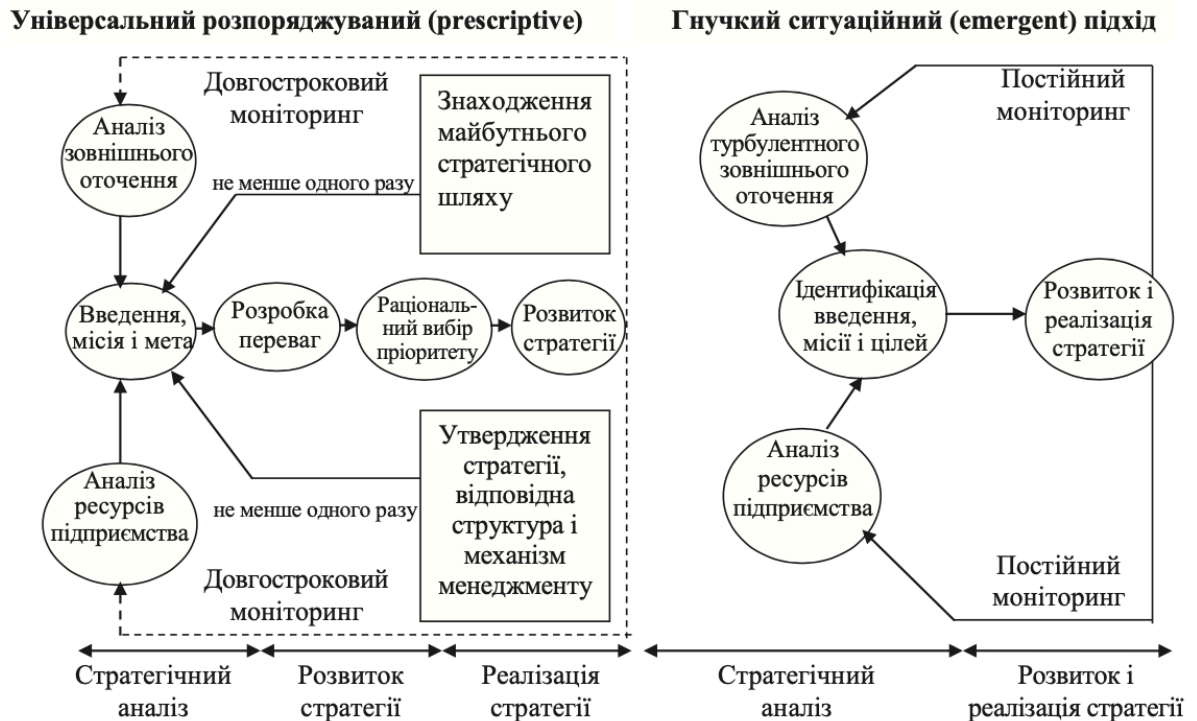 Універсальний розпоряджуваний (prescriptive)
Довгостроковий
моніторинг
Аналіз
зовнішнього
оточення
не менше одного разу
Знаходження
майбутнього
стратегічного
шляху
Введення,
місія і мета
Розробка
переваг
Раціональ-
ний вибір
пріоритету
Розвиток
стратегії
Утвердження
стратегії,
відповідна
структура і
механізм
менеджменту
Аналіз
ресурсів
підприємства
не менше одного разу
Довгостроковий
моніторинг
Стратегічний
аналіз
Розвиток
стратегії
Реалізація
стратегії
Гнучкий ситуаційний (emergent) підхід
Постійний
моніторинг
Аналіз
турбулентного
зовнішнього
оточення
Ідентифікація
введення,
місії і цілей
Розвиток і
реалізація
стратегії
Аналіз
ресурсів
підприємства
Постійний
моніторинг
Стратегічний
аналіз
Розвиток і
реалізація стратегії